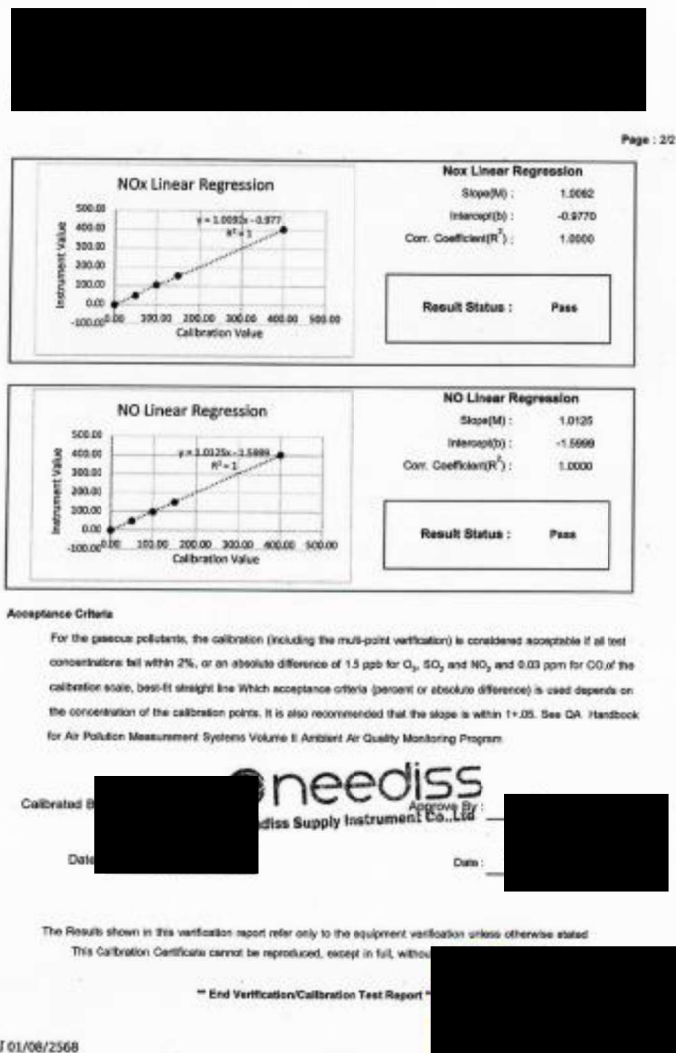 Page : 2/2
NOx Linear Regression
500.00
400.00
300.00
200.00
100.00
0.00
-100.00
Instrument Value
y = 1.0092x - 0.977
R² = 1
0.00 100.00 200.00 300.00 400.00 500.00
Calibration Value
Nox Linear Regression
Slope(M) : 1.0092
Intercept(b) : -0.9770
Corr. Coefficient(R²) : 1.0000
Result Status : Pass
NO Linear Regression
500.00
400.00
300.00
200.00
100.00
0.00
-100.00
Instrument Value
y = 1.0125x - 1.5999
R² = 1
0.00 100.00 200.00 300.00 400.00 500.00
Calibration Value
NO Linear Regression
Slope(M) : 1.0125
Intercept(b) : -1.5999
Corr. Coefficient(R²) : 1.0000
Result Status : Pass
Acceptance Criteria
For the gaseous pollutants, the calibration (including the multi-point verification) is considered acceptable if all test
concentrations fall within 2%, or an absolute difference of 1.5 ppb for O₃, SO₂ and NO₂ and 0.03 ppm for CO,of the
calibration scale, best-fit straight line Which acceptance criteria (percent or absolute difference) is used depends on
the concentration of the calibration points. It is also recommended that the slope is within 1+.05. See QA Handbook
for Air Pollution Measurement Systems Volume II Ambient Air Quality Monitoring Program
neediss
Calibrated B
diss Supply Instrument Co.,Ltd
Approve By :
Date
Date :
The Results shown in this verification report refer only to the equipment verification unless otherwise stated
This Calibration Certificate cannot be reproduced, except in full, withou
** End Verification/Calibration Test Report *
01/08/2568